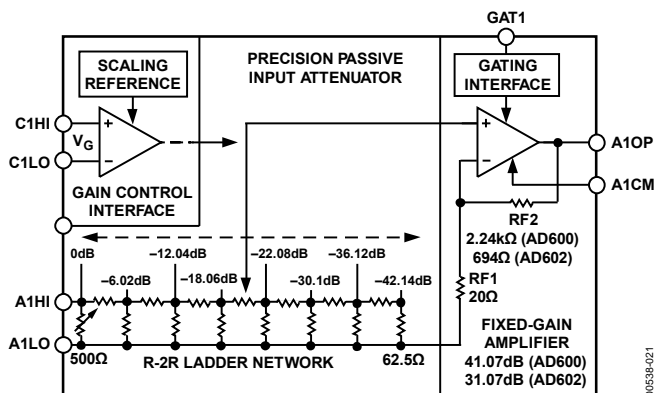 GAT1
SCALING
REFERENCE
PRECISION PASSIVE
INPUT ATTENUATOR
GATING
INTERFACE
C1HI
+
VG
C1LO
–
GAIN CONTROL
INTERFACE
+
–
A1OP
A1CM
RF2
2.24kΩ (AD600)
694Ω (AD602)
0dB
–12.04dB
–22.08dB
–36.12dB
–6.02dB
–18.06dB
–30.1dB
–42.14dB
RF1
20Ω
A1HI
A1LO
500Ω
R-2R LADDER NETWORK
62.5Ω
FIXED-GAIN
AMPLIFIER
41.07dB (AD600)
31.07dB (AD602)
00538-021